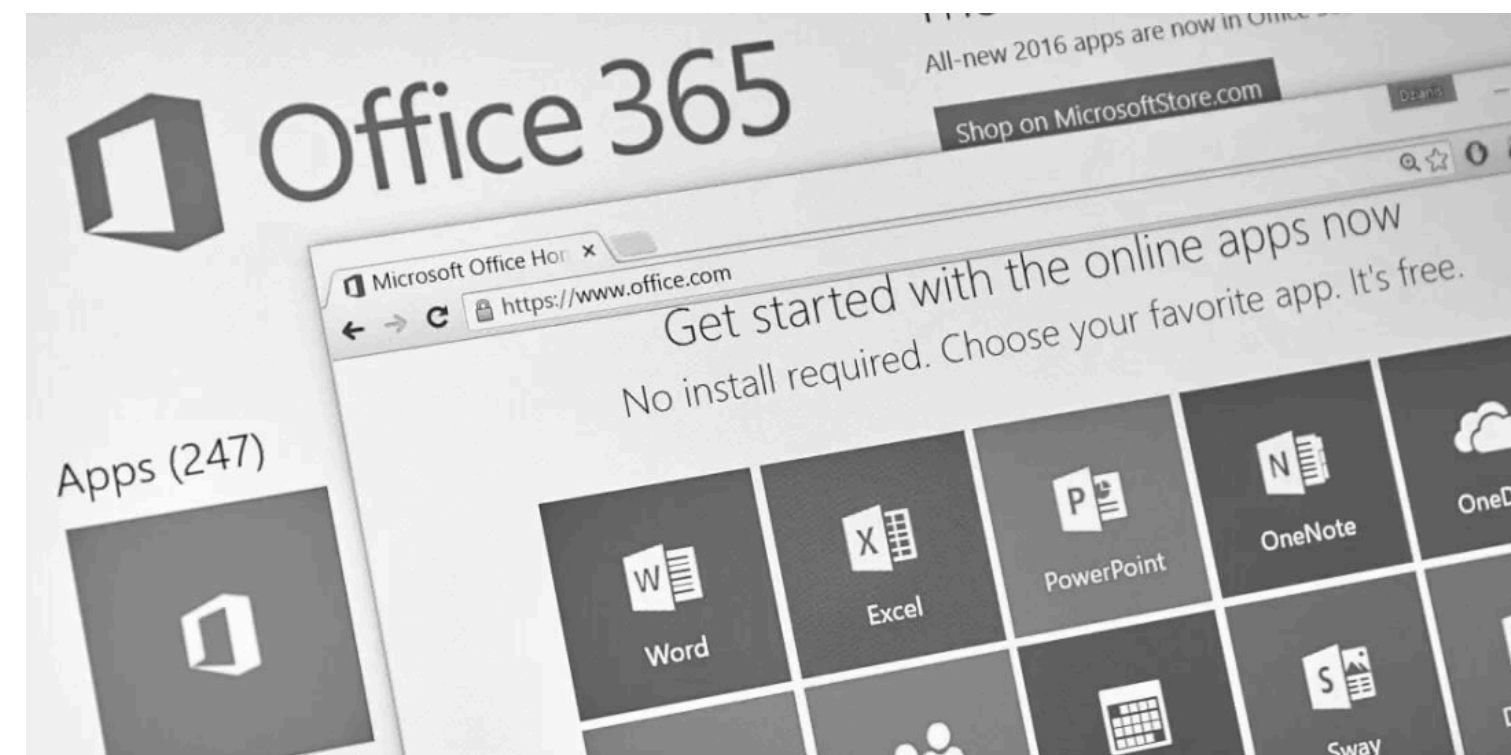 Office 365
All-new 2016 apps are now in
Shop on MicrosoftStore.com
Microsoft Office Hom
https://www.office.com
Get started with the online apps now
No install required. Choose your favorite app. It's free.
Apps (247)
W
Word
X
Excel
P
PowerPoint
N
OneNote
OneD
S
Sway